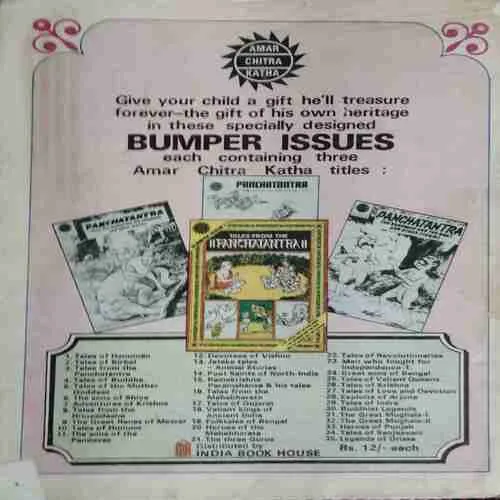 AMAR
CHITRA
KATHA
Give your child a gift he'll treasure
forever-the gift of his own heritage
in these specially designed
BUMPER ISSUES
each containing three
Amar Chitra Katha titles :
PANCHATANTRA
PANCHATANTRA
TALES FROM THE
PANCHATANTRA
PANCHATANTRA
1. Tales of Hanuman
2. Tales of Birbal
3. Tales from the
Panchatantra
4. Tales of Buddha
5. Tales of the Mother
Goddess
6. The sons of Shiva
7. Adventures of Krishna
8. Tales from the
Hitopadesha
9. The Great Ranas of Mewar
10. Tales of Humour
11. The sons of the
Pandavas
12. Devotees of Vishnu
13. Jataka tales
- Animal Stories
14. Poet Saints of North-India
15. Ramakrishna
Paramahamsa & his tales
16. Tales from the
Mahabharata
17. Tales of Gujarat
18. Valiant kings of
ancient India
19. Folktales of Bengal
20. Heroes of the
Mahabharata
21. The three Gurus
22. Tales of Revolutionaries
23. Men who fought for
Independence-1
24. Great sons of Bengal
25. Tales of Valiant Queens
26. Tales of Krishna
27. Tales of Love and Devotion
28. Exploits of Arjuna
29. Tales of Indra
30. Buddhist Legends
31. The Great Mughals-I
32. The Great Mughals-II
33. Heroes of Punjab
34. Tales of Rajasthan
35. Legends of Orissa
Distributed by
INDIA BOOK HOUSE
Rs. 12/- each